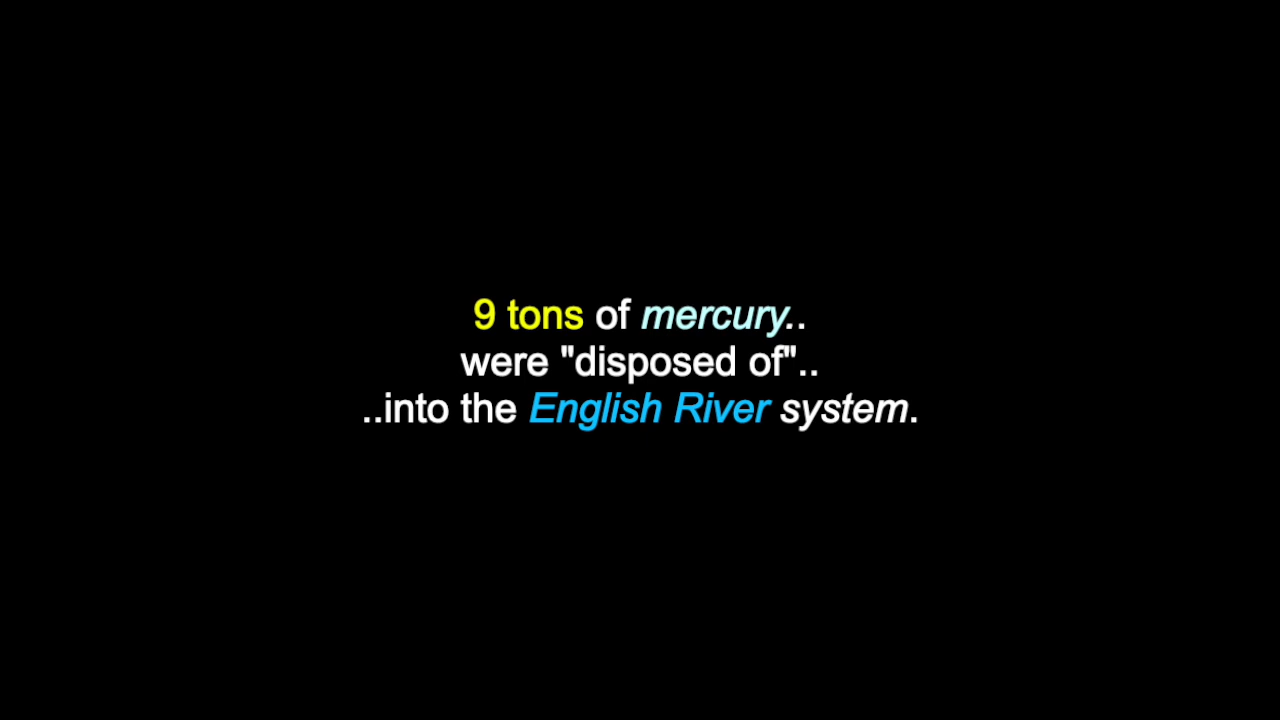 9 tons of mercury..
were "disposed of"..
..into the English River system.